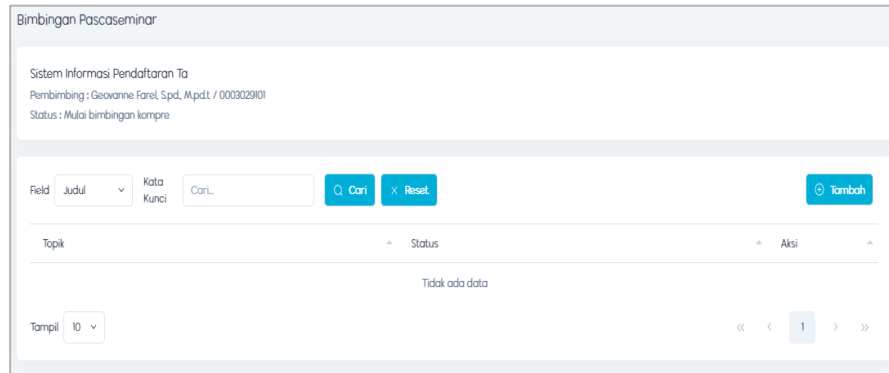 Bimbingan Pascaseminar
Sistem Informasi Pendaftaran Ta
Pembimbing : Geovanne Farel, S.pd., M.pd.t / 0003029101
Status : Mulai bimbingan kompre
Field Judul Kata Kunci Cari... Cari X Reset Tambah
Topik Status Aksi
Tidak ada data
Tampil 10 << < 1 > >>